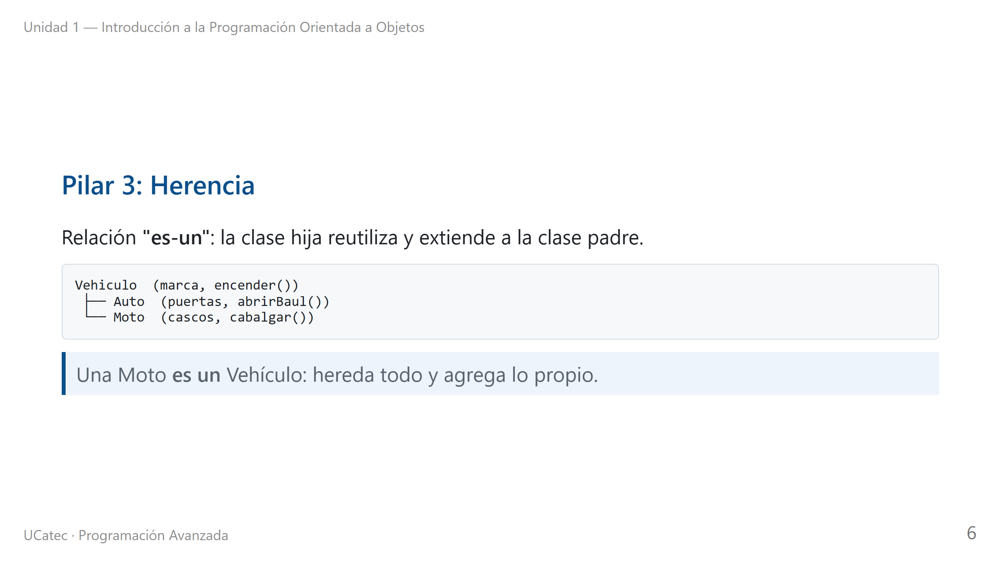 Unidad 1 — Introducción a la Programación Orientada a Objetos
Pilar 3: Herencia
Relación "es-un": la clase hija reutiliza y extiende a la clase padre.
Vehiculo  (marca, encender())
 ├── Auto  (puertas, abrirBaul())
 └── Moto  (cascos, cabalgar())
Una Moto es un Vehículo: hereda todo y agrega lo propio.
UCatec · Programación Avanzada
6